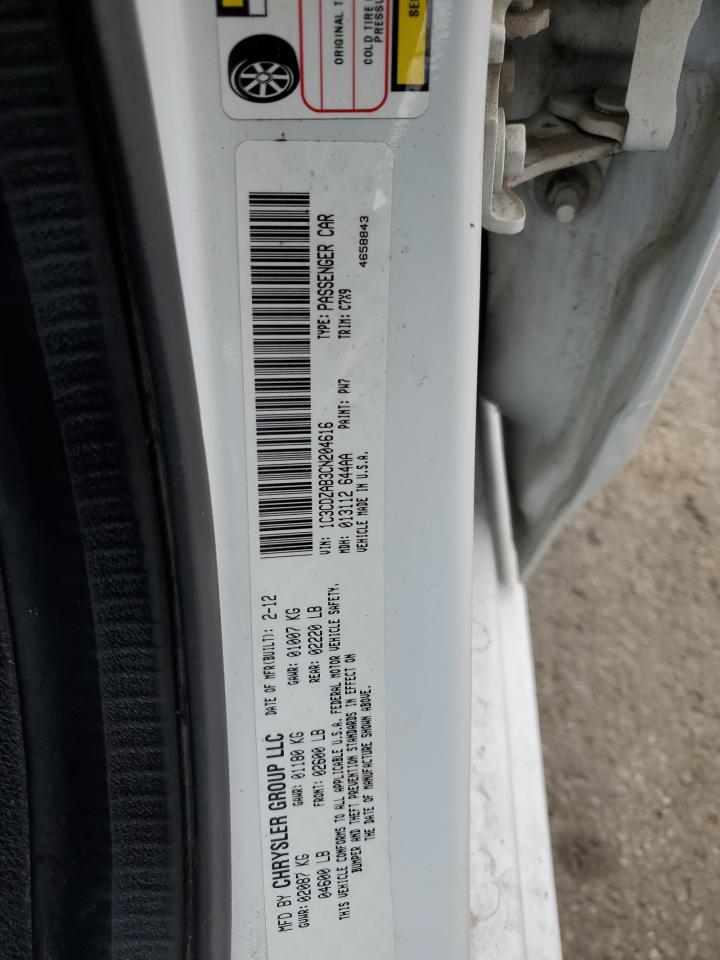 ORIGINAL T
COLD TIRE
PRESSU
SEE
MFD BY CHRYSLER GROUP LLC DATE OF MFR(BUILT): 2-12
GVWR: 02087 KG GAWR: 01180 KG GAWR: 01007 KG
04600 LB FRONT: 02600 LB REAR: 02220 LB
THIS VEHICLE CONFORMS TO ALL APPLICABLE U.S.A. FEDERAL MOTOR VEHICLE SAFETY,
BUMPER AND THEFT PREVENTION STANDARDS IN EFFECT ON
THE DATE OF MANUFACTURE SHOWN ABOVE.
VIN: 1C3CDZAB3CN204616 TYPE: PASSENGER CAR
MDH: 013112 644AA PAINT: PW7 TRIM: C7X9
VEHICLE MADE IN U.S.A. 4658843